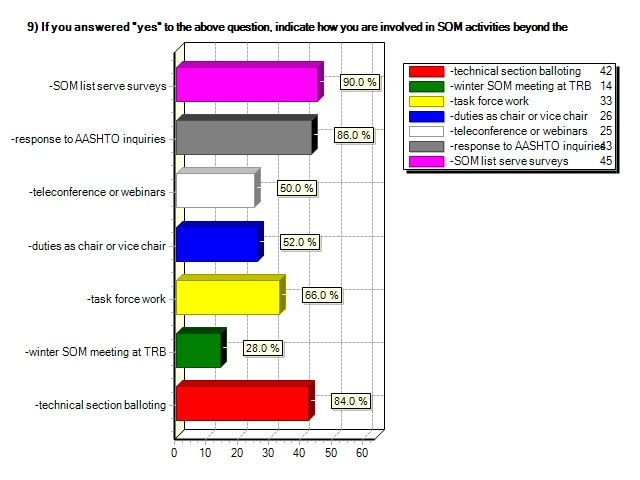 9) If you answered "yes" to the above question, indicate how you are involved in SOM activities beyond the
-SOM list serve surveys
90.0 %
-response to AASHTO inquiries
86.0 %
-teleconference or webinars
50.0 %
-duties as chair or vice chair
52.0 %
-task force work
66.0 %
-winter SOM meeting at TRB
28.0 %
-technical section balloting
84.0 %
0 10 20 30 40 50 60
-technical section balloting 42
-winter SOM meeting at TRB 14
-task force work 33
-duties as chair or vice chair 26
-teleconference or webinars 25
-response to AASHTO inquiries 43
-SOM list serve surveys 45